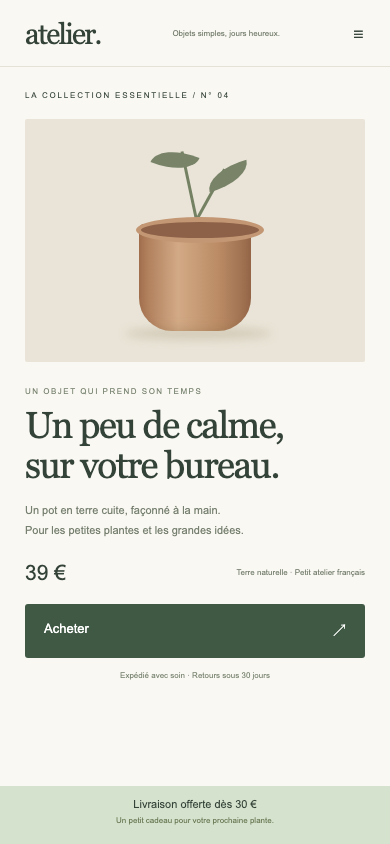 atelier.
Objets simples, jours heureux.
LA COLLECTION ESSENTIELLE / N° 04
UN OBJET QUI PREND SON TEMPS
Un peu de calme,
sur votre bureau.
Un pot en terre cuite, façonné à la main.
Pour les petites plantes et les grandes idées.
39 €
Terre naturelle · Petit atelier français
Acheter
Expédié avec soin · Retours sous 30 jours
Livraison offerte dès 30 €
Un petit cadeau pour votre prochaine plante.